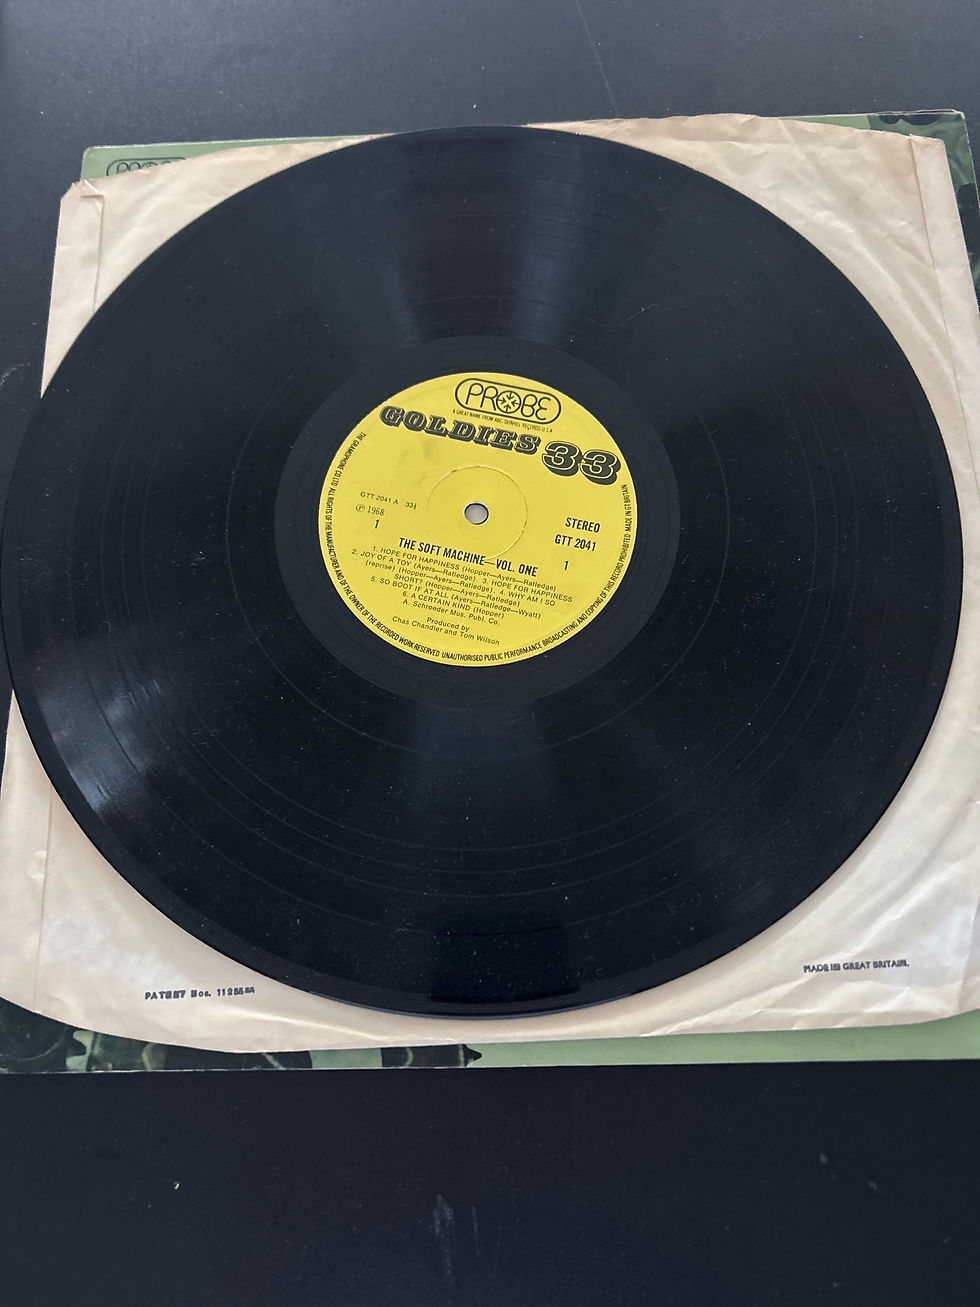 PROBE
PROBE
A GREAT NAME FROM ABC/DUNHILL RECORDS, U.S.A
GOLDIES 33
GTT 2041 A 33⅓
℗ 1968
1
STEREO
GTT 2041
1
THE SOFT MACHINE—VOL. ONE
1. HOPE FOR HAPPINESS (Hopper—Ayers—Ratledge)
2. JOY OF A TOY (Ayers—Ratledge) 3. HOPE FOR HAPPINESS
(reprise) (Hopper—Ayers—Ratledge) 4. WHY AM I SO
SHORT? (Hopper—Ayers—Ratledge)
5. SO BOOT IF AT ALL (Ayers—Ratledge—Wyatt)
6. A CERTAIN KIND (Hopper)
A. Schroeder Mus. Publ. Co.
Produced by
Chas Chandler and Tom Wilson
THE GRAMOPHONE CO LTD ALL RIGHTS OF THE MANUFACTURER AND OF THE OWNER OF THE RECORDED WORK RESERVED UNAUTHORISED PUBLIC PERFORMANCE BROADCASTING AND COPYING OF THIS RECORD PROHIBITED·MADE IN GT BRITAIN
MADE IN GREAT BRITAIN.
PATENT Nos.